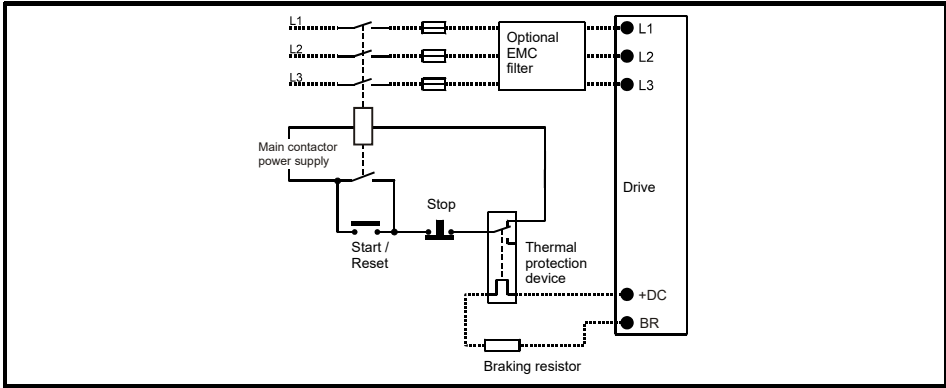 L1
L2
L3
Optional
EMC
filter
L1
L2
L3
Main contactor
power supply
Drive
Stop
Start /
Reset
Thermal
protection
device
+DC
BR
Braking resistor